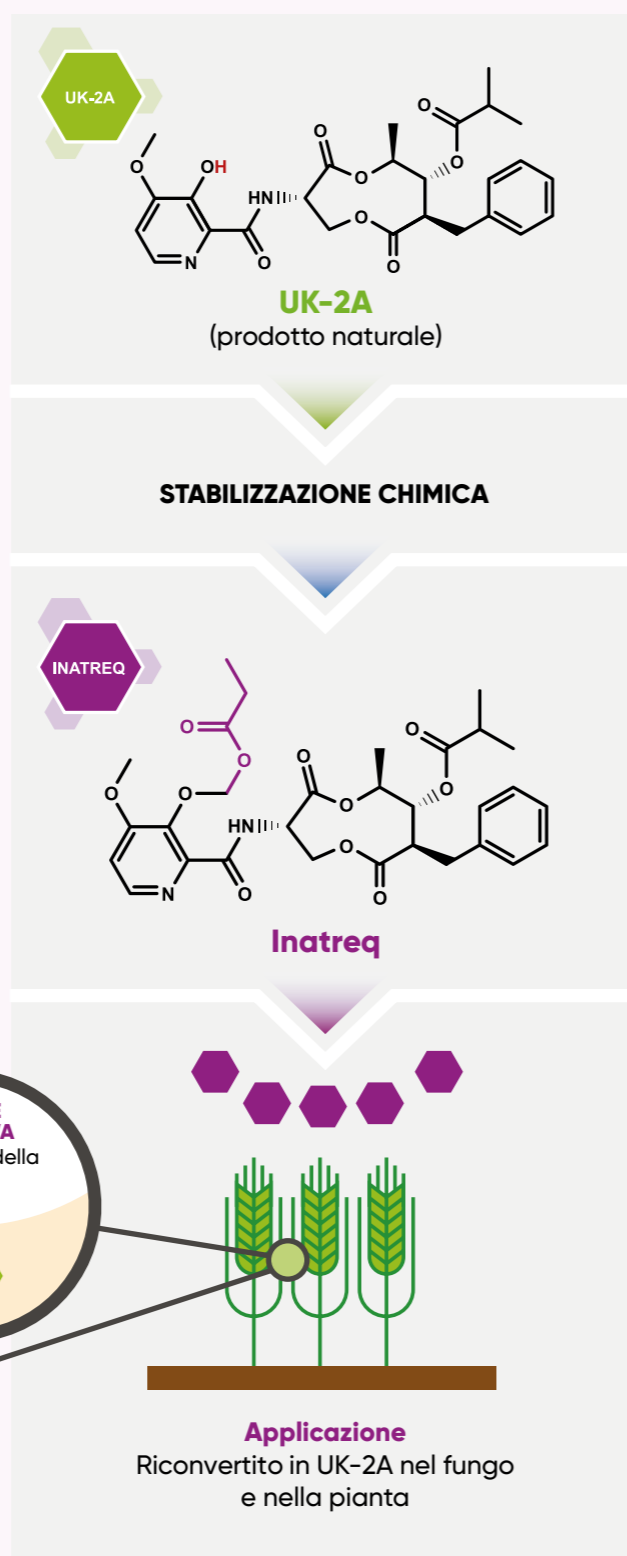 UK-2A
O
O
O
OH
O
O
O
HN
O
N
O
O
UK-2A
(prodotto naturale)
STABILIZZAZIONE CHIMICA
INATREQ
O
O
O
O
O
O
O
O
O
HN
O
N
O
O
Inatreq
della
Applicazione
Riconvertito in UK-2A nel fungo
e nella pianta